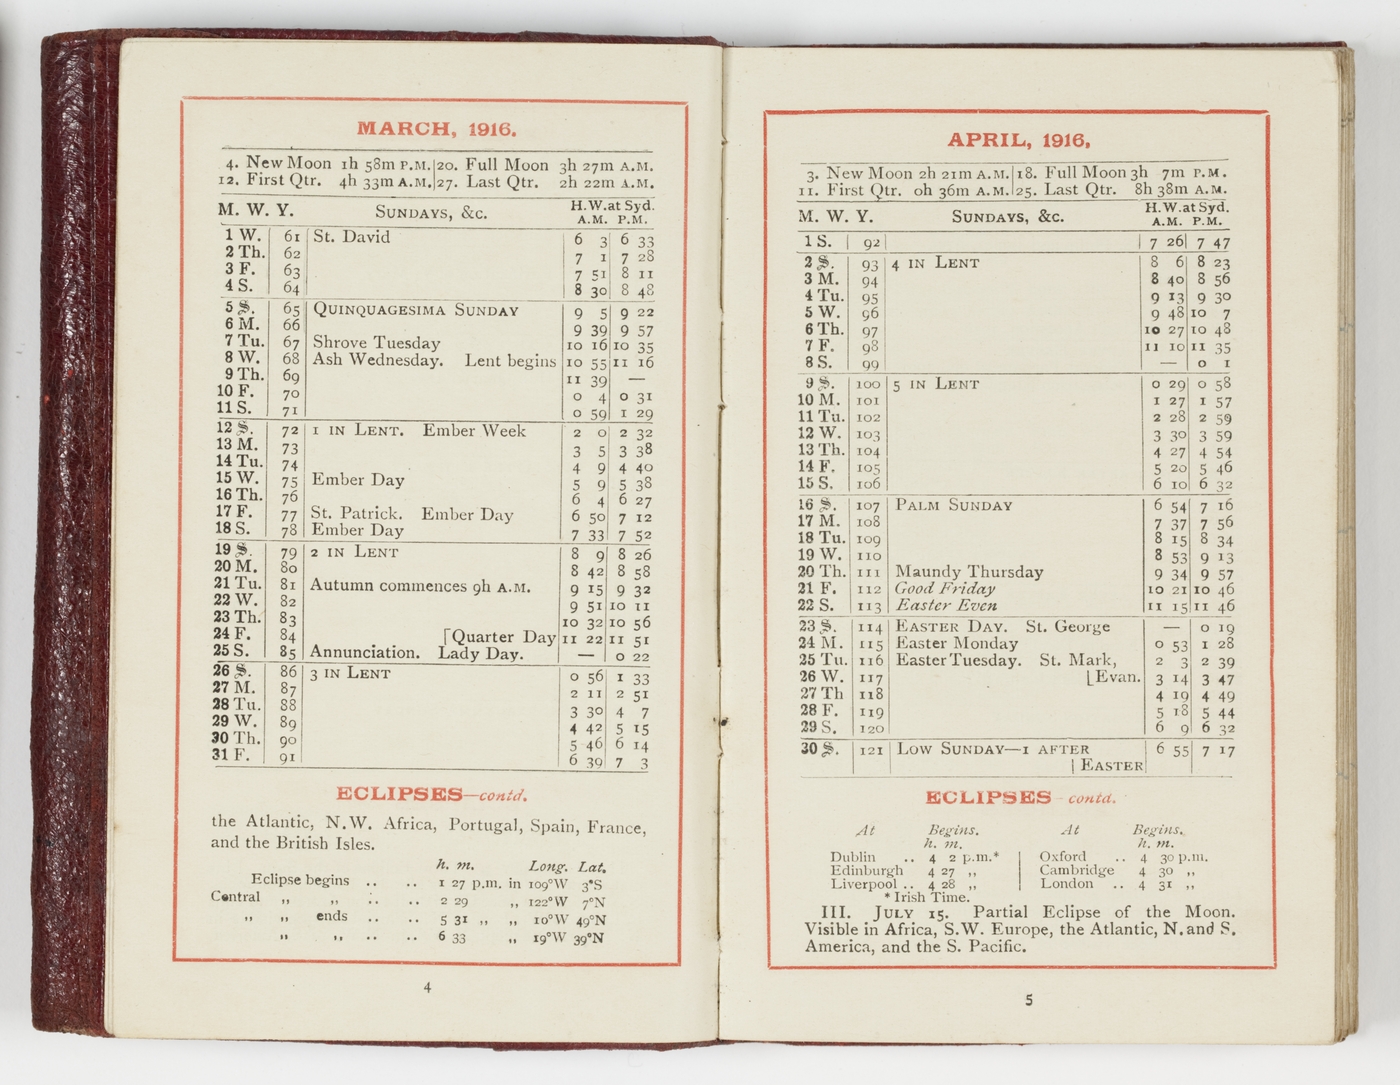 MARCH, 1916.
4. New Moon 1h 58m P.M. 20. Full Moon 3h 27m A.M.
12. First Qtr. 4h 33m A.M. 27. Last Qtr. 2h 22m A.M.
M. W. Y. SUNDAYS, &c. H.W. at Syd.
A.M. P.M.
1 W. 61 St. David 6 3 6 33
2 Th. 62 7 1 7 28
3 F. 63 7 51 8 11
4 S. 64 8 30 8 48
5 S. 65 QUINQUAGESIMA SUNDAY 9 5 9 22
6 M. 66 9 39 9 57
7 Tu. 67 Shrove Tuesday 10 16 10 35
8 W. 68 Ash Wednesday. Lent begins 10 55 11 16
9 Th. 69 11 39 —
10 F. 70 0 4 0 31
11 S. 71 0 59 1 29
12 S. 72 1 IN LENT. Ember Week 2 0 2 32
13 M. 73 3 5 3 38
14 Tu. 74 4 9 4 40
15 W. 75 Ember Day 5 9 5 38
16 Th. 76 6 4 6 27
17 F. 77 St. Patrick. Ember Day 6 50 7 12
18 S. 78 Ember Day 7 33 7 52
19 S. 79 2 IN LENT 8 9 8 26
20 M. 80 8 42 8 58
21 Tu. 81 Autumn commences 9h A.M. 9 15 9 32
22 W. 82 9 51 10 11
23 Th. 83 10 32 10 56
24 F. 84 [Quarter Day 11 22 11 51
25 S. 85 Annunciation. Lady Day. — 0 22
26 S. 86 3 IN LENT 0 56 1 33
27 M. 87 2 11 2 51
28 Tu. 88 3 30 4 7
29 W. 89 4 42 5 15
30 Th. 90 5 46 6 14
31 F. 91 6 39 7 3
ECLIPSES—contd.
the Atlantic, N.W. Africa, Portugal, Spain, France,
and the British Isles.
h. m. Long. Lat.
Eclipse begins .. .. 1 27 p.m. in 109°W 3°S
Central ,, ,, .. .. 2 29 ,, 122°W 7°N
,, ,, ends .. .. 5 31 ,, ,, 10°W 49°N
,, ,, .. .. 6 33 ,, 19°W 39°N
4
APRIL, 1916.
3. New Moon 2h 21m A.M. 18. Full Moon 3h 7m P.M.
11. First Qtr. 0h 36m A.M. 25. Last Qtr. 8h 38m A.M.
M. W. Y. SUNDAYS, &c. H.W. at Syd.
A.M. P.M.
1 S. 92 7 26 7 47
2 S. 93 4 IN LENT 8 6 8 23
3 M. 94 8 40 8 56
4 Tu. 95 9 13 9 30
5 W. 96 9 48 10 7
6 Th. 97 10 27 10 48
7 F. 98 11 10 11 35
8 S. 99 — 0 1
9 S. 100 5 IN LENT 0 29 0 58
10 M. 101 1 27 1 57
11 Tu. 102 2 28 2 59
12 W. 103 3 30 3 59
13 Th. 104 4 27 4 54
14 F. 105 5 20 5 46
15 S. 106 6 10 6 32
16 S. 107 PALM SUNDAY 6 54 7 16
17 M. 108 7 37 7 56
18 Tu. 109 8 15 8 34
19 W. 110 8 53 9 13
20 Th. 111 Maundy Thursday 9 34 9 57
21 F. 112 Good Friday 10 21 10 46
22 S. 113 Easter Even 11 15 11 46
23 S. 114 EASTER DAY. St. George — 0 19
24 M. 115 Easter Monday 0 53 1 28
25 Tu. 116 Easter Tuesday. St. Mark, 2 3 2 39
26 W. 117 [Evan. 3 14 3 47
27 Th 118 4 19 4 49
28 F. 119 5 18 5 44
29 S. 120 6 9 6 32
30 S. 121 LOW SUNDAY—1 AFTER 6 55 7 17
[EASTER
ECLIPSES—contd.
At Begins. At Begins.
h. m. h. m.
Dublin .. 4 2 p.m.* Oxford .. 4 30 p.m.
Edinburgh 4 27 ,, Cambridge 4 30 ,,
Liverpool .. 4 28 ,, London .. 4 31 ,,
* Irish Time.
III. JULY 15. Partial Eclipse of the Moon.
Visible in Africa, S.W. Europe, the Atlantic, N. and S.
America, and the S. Pacific.
5